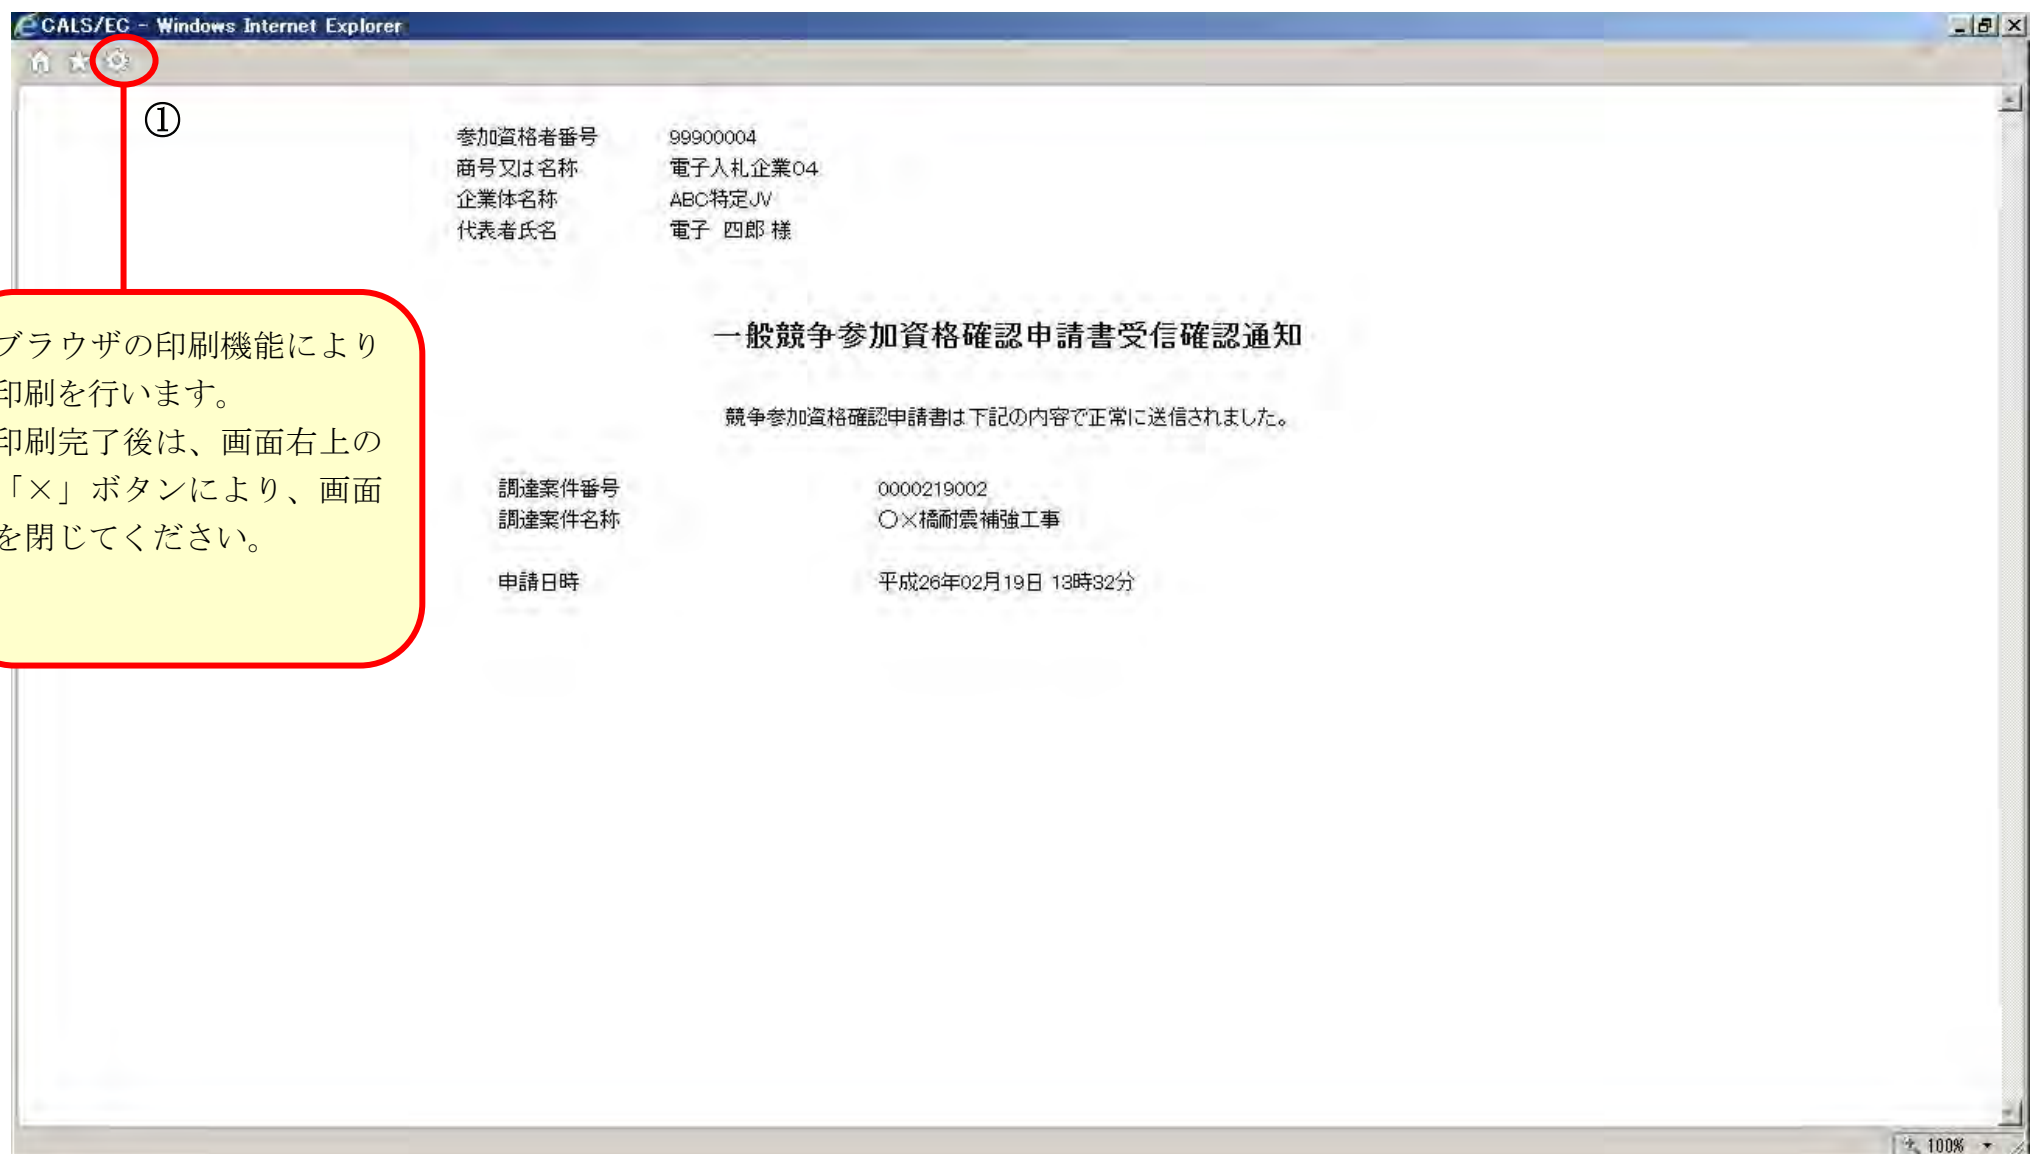 CALS/EC - Windows Internet Explorer
①
参加資格者番号 99900004
商号又は名称 電子入札企業04
企業体名称 ABC特定JV
代表者氏名 電子 四郎 様
ブラウザの印刷機能により
印刷を行います。
印刷完了後は、画面右上の
「×」ボタンにより、画面
を閉じてください。
一般競争参加資格確認申請書受信確認通知
競争参加資格確認申請書は下記の内容で正常に送信されました。
調達案件番号 0000219002
調達案件名称 〇×橋耐震補強工事
申請日時 平成26年02月19日 13時32分
100%